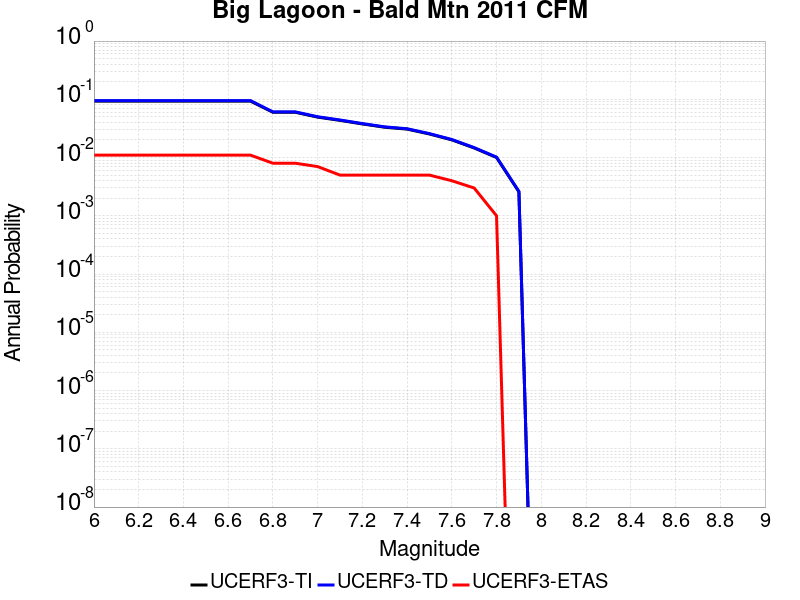 Big Lagoon - Bald Mtn 2011 CFM
10^0
10^-1
10^-2
10^-3
10^-4
10^-5
10^-6
10^-7
10^-8
Annual Probability
6 6.2 6.4 6.6 6.8 7 7.2 7.4 7.6 7.8 8 8.2 8.4 8.6 8.8 9
Magnitude
UCERF3-TI UCERF3-TD UCERF3-ETAS